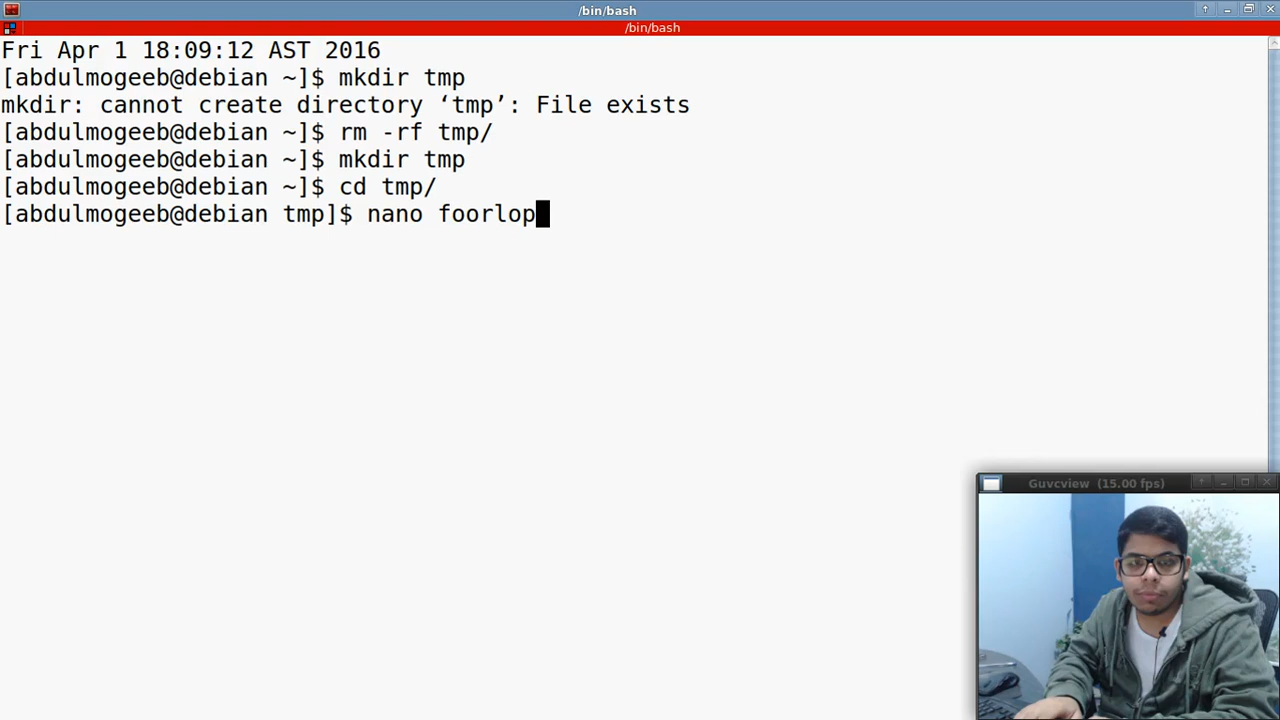 /bin/bash
/bin/bash
Fri Apr 1 18:09:12 AST 2016
[abdulmogeeb@debian ~]$ mkdir tmp
mkdir: cannot create directory ‘tmp’: File exists
[abdulmogeeb@debian ~]$ rm -rf tmp/
[abdulmogeeb@debian ~]$ mkdir tmp
[abdulmogeeb@debian ~]$ cd tmp/
[abdulmogeeb@debian tmp]$ nano foorlop
Guvcview (15.00 fps)